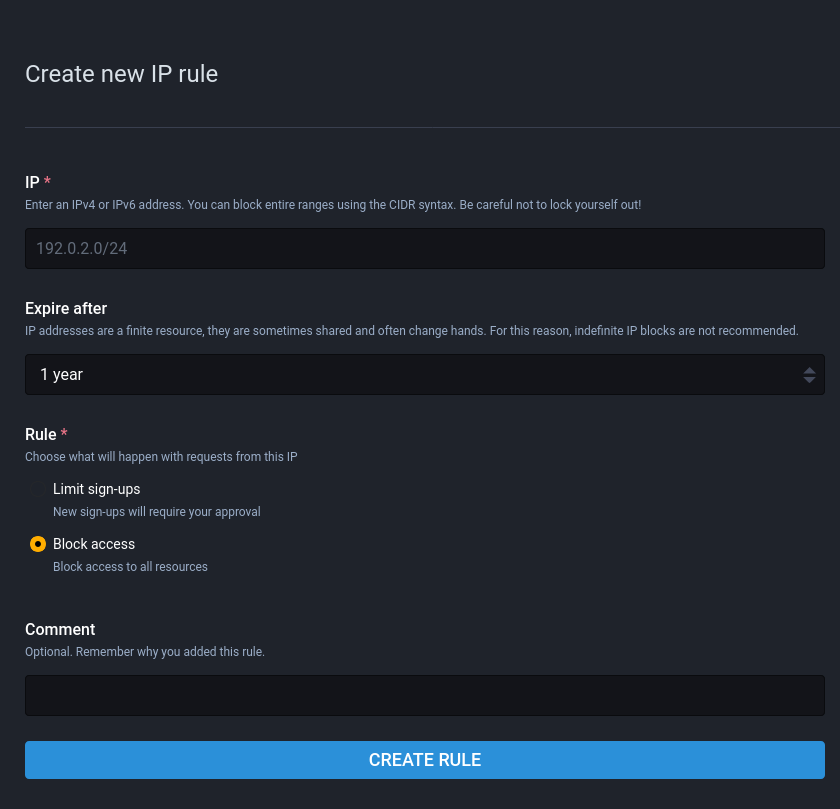 Create new IP rule
IP *
Enter an IPv4 or IPv6 address. You can block entire ranges using the CIDR syntax. Be careful not to lock yourself out!
192.0.2.0/24
Expire after
IP addresses are a finite resource, they are sometimes shared and often change hands. For this reason, indefinite IP blocks are not recommended.
1 year
Rule *
Choose what will happen with requests from this IP
Limit sign-ups
New sign-ups will require your approval
Block access
Block access to all resources
Comment
Optional. Remember why you added this rule.
CREATE RULE